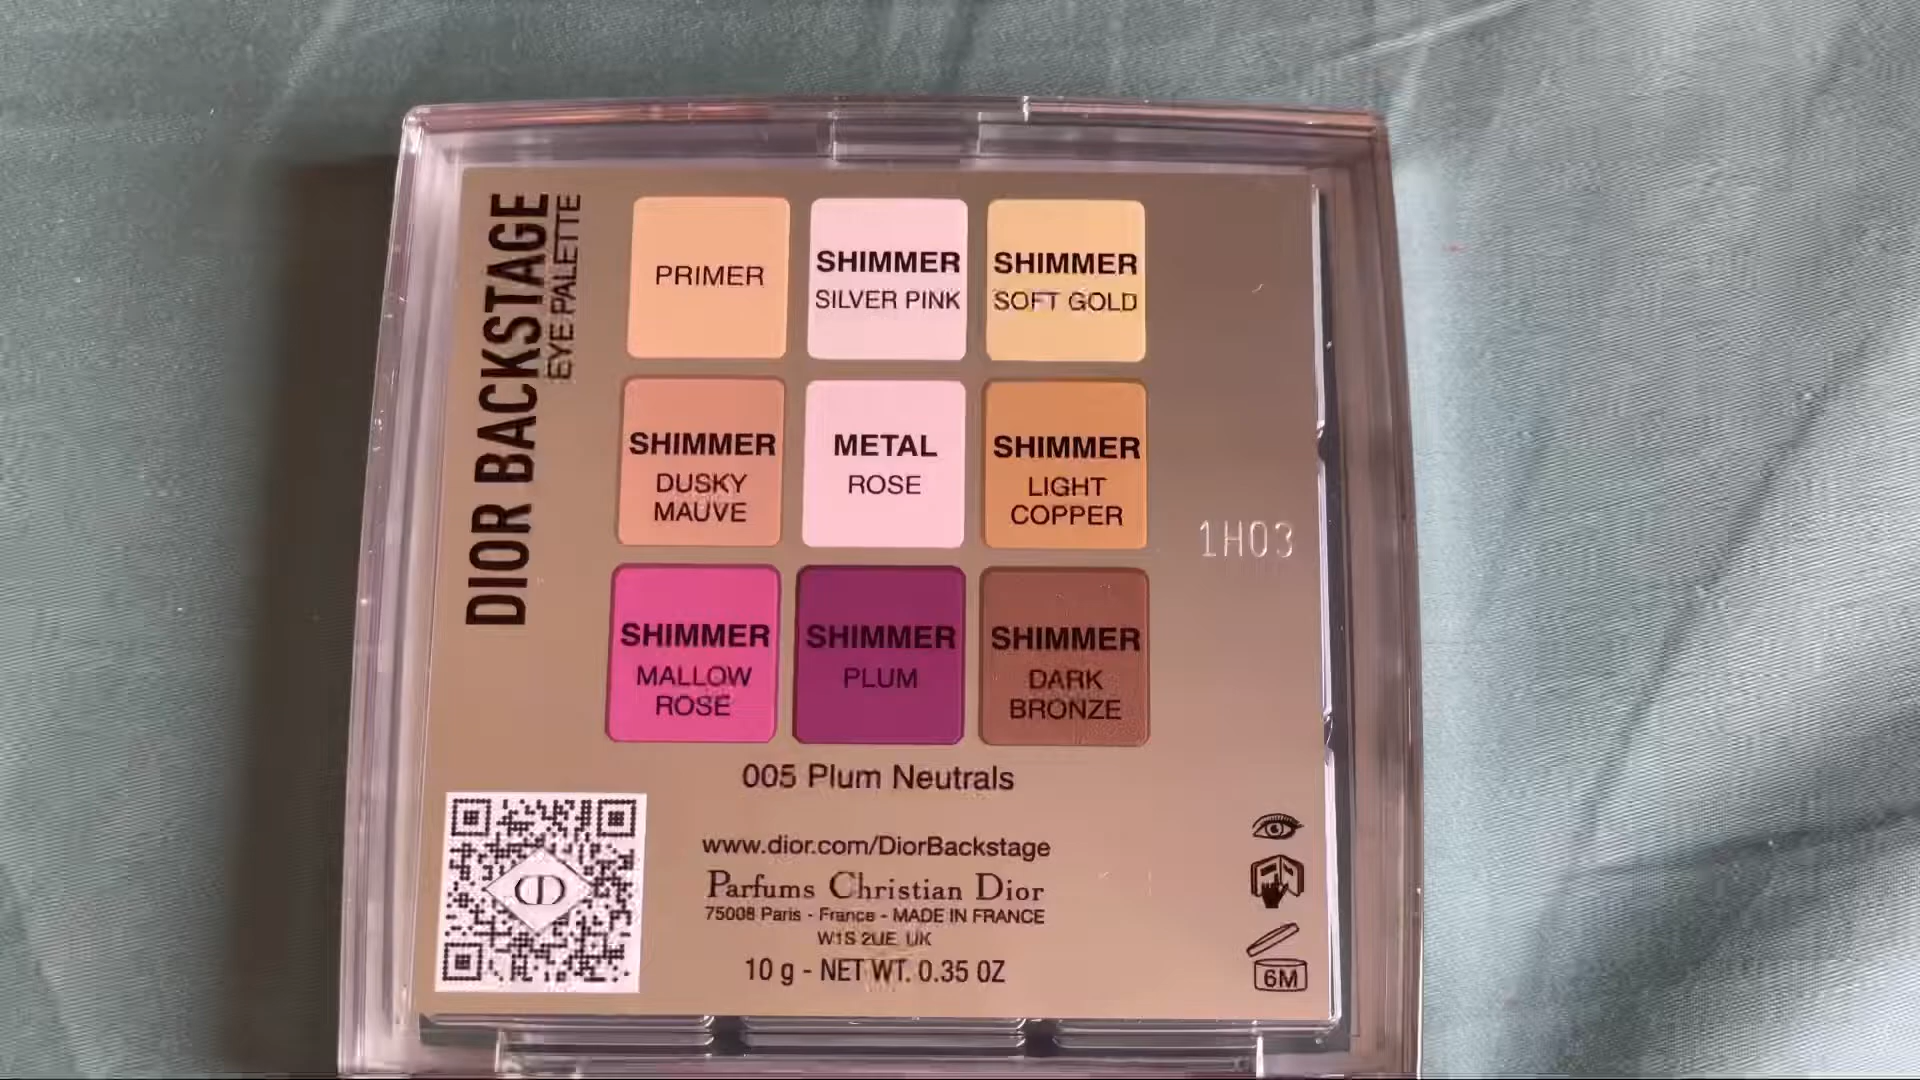 DIOR BACKSTAGE
EYE PALETTE
PRIMER
SHIMMER
SILVER PINK
SHIMMER
SOFT GOLD
SHIMMER
DUSKY
MAUVE
METAL
ROSE
SHIMMER
LIGHT
COPPER
1H03
SHIMMER
MALLOW
ROSE
SHIMMER
PLUM
SHIMMER
DARK
BRONZE
005 Plum Neutrals
www.dior.com/DiorBackstage
Parfums Christian Dior
75008 Paris - France - MADE IN FRANCE
W1S 2UE, UK
10 g - NET WT. 0.35 OZ
CD
6M